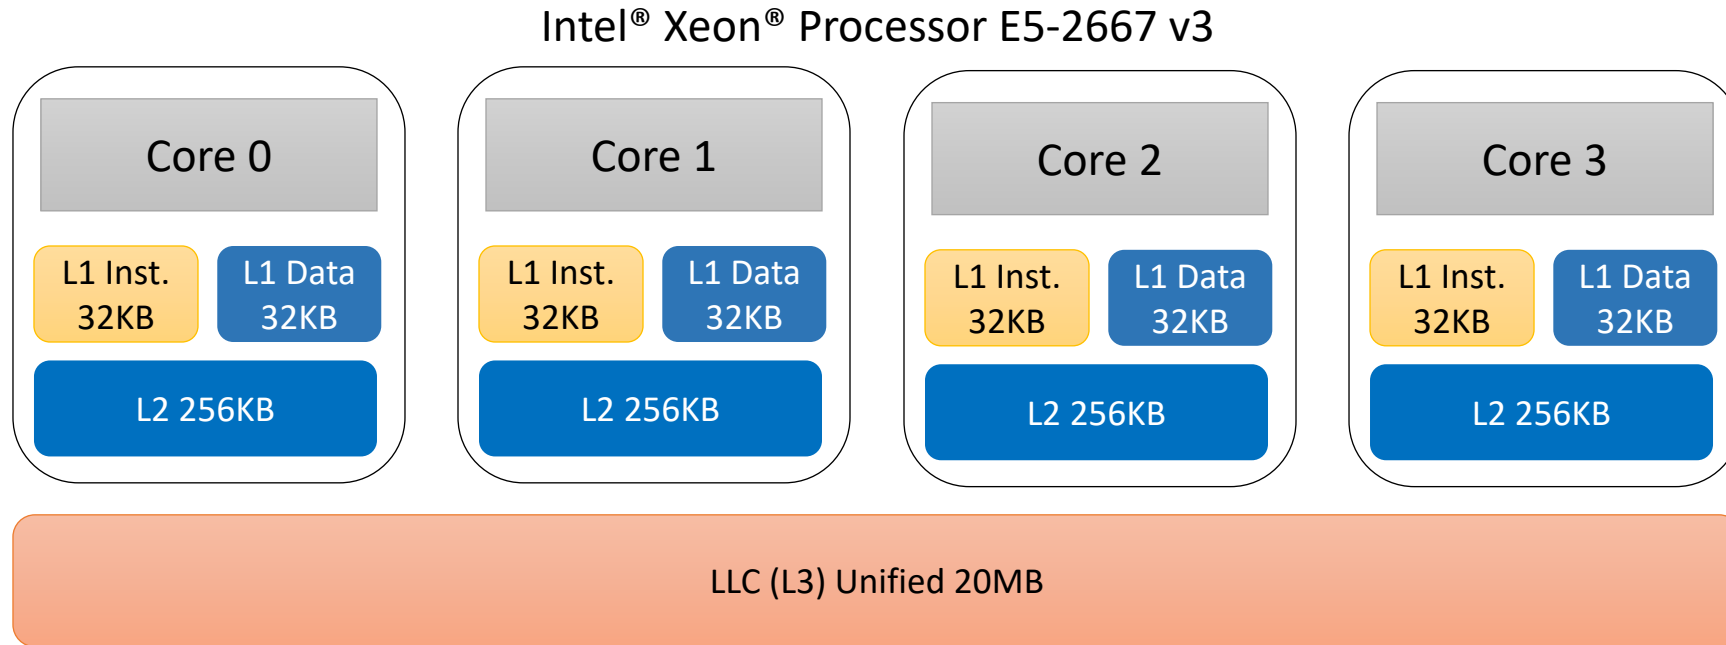 Intel® Xeon® Processor E5-2667 v3
Core 0
Core 1
Core 2
Core 3
L1 Inst.
32KB
L1 Data
32KB
L1 Inst.
32KB
L1 Data
32KB
L1 Inst.
32KB
L1 Data
32KB
L1 Inst.
32KB
L1 Data
32KB
L2 256KB
L2 256KB
L2 256KB
L2 256KB
LLC (L3) Unified 20MB